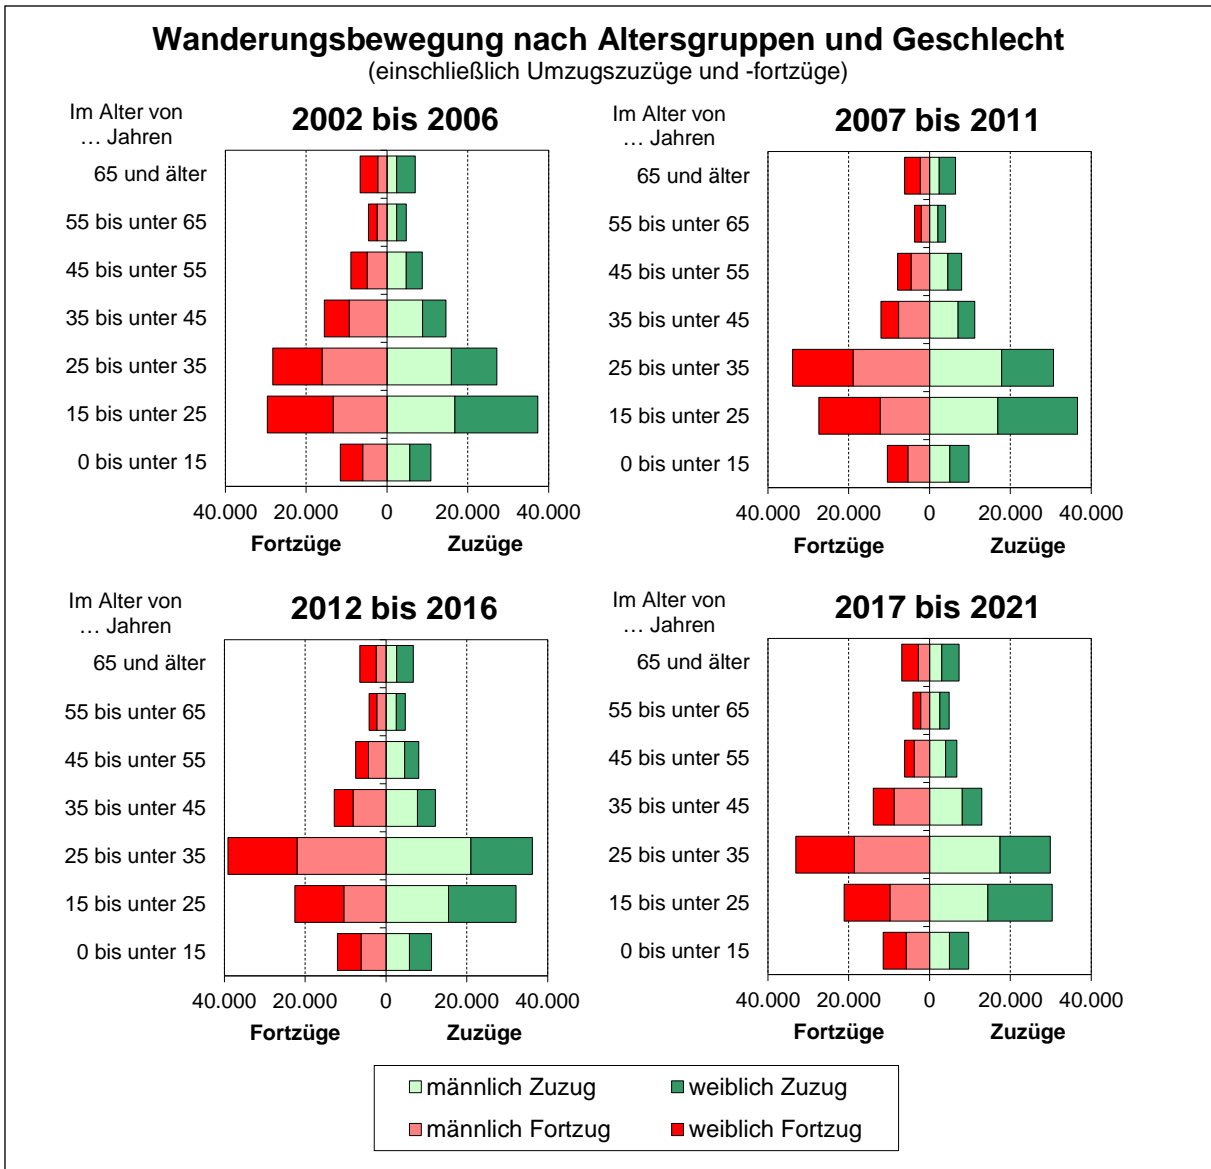 Wanderungsbewegung nach Altersgruppen und Geschlecht
(einschließlich Umzugszuzüge und -fortzüge)
Im Alter von
… Jahren
2002 bis 2006
65 und älter
55 bis unter 65
45 bis unter 55
35 bis unter 45
25 bis unter 35
15 bis unter 25
0 bis unter 15
40.000 20.000 0 20.000 40.000
Fortzüge Zuzüge
Im Alter von
… Jahren
2007 bis 2011
65 und älter
55 bis unter 65
45 bis unter 55
35 bis unter 45
25 bis unter 35
15 bis unter 25
0 bis unter 15
40.000 20.000 0 20.000 40.000
Fortzüge Zuzüge
Im Alter von
… Jahren
2012 bis 2016
65 und älter
55 bis unter 65
45 bis unter 55
35 bis unter 45
25 bis unter 35
15 bis unter 25
0 bis unter 15
40.000 20.000 0 20.000 40.000
Fortzüge Zuzüge
Im Alter von
… Jahren
2017 bis 2021
65 und älter
55 bis unter 65
45 bis unter 55
35 bis unter 45
25 bis unter 35
15 bis unter 25
0 bis unter 15
40.000 20.000 0 20.000 40.000
Fortzüge Zuzüge
männlich Zuzug weiblich Zuzug
männlich Fortzug weiblich Fortzug